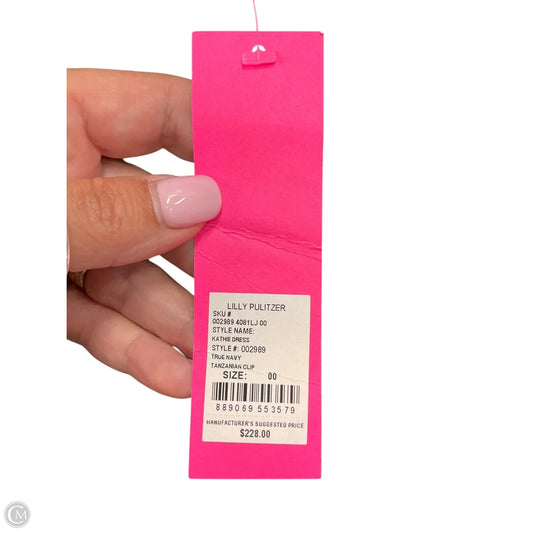 LILLY PULITZER
SKU #
002989 4081LJ 00
STYLE NAME:
KATHIE DRESS
STYLE #: 002989
TRUE NAVY
TANZANIAN CLIP
SIZE: 00
889069 553579
MANUFACTURER'S SUGGESTED PRICE
$228.00
CM